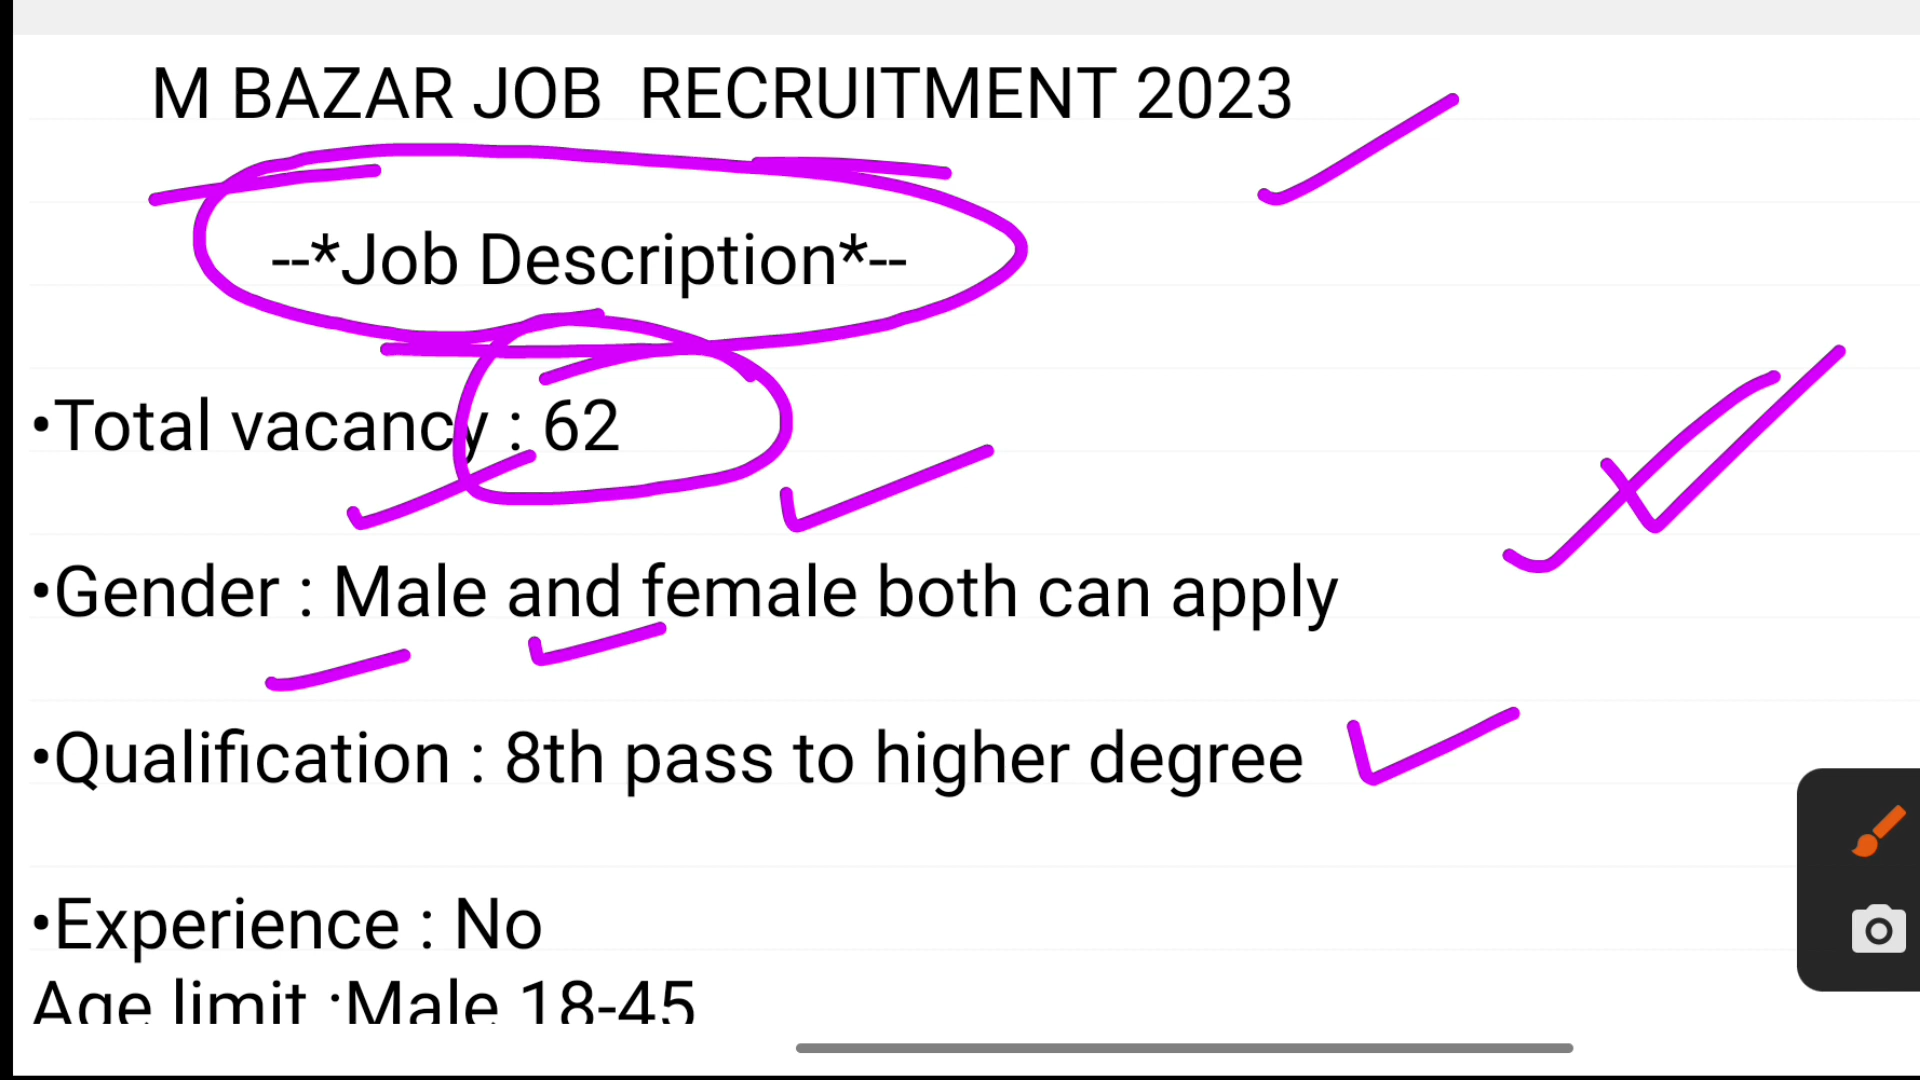 M BAZAR JOB RECRUITMENT 2023
--*Job Description*--
•Total vacancy : 62
•Gender : Male and female both can apply
•Qualification : 8th pass to higher degree
•Experience : No
Age limit :Male 18-45